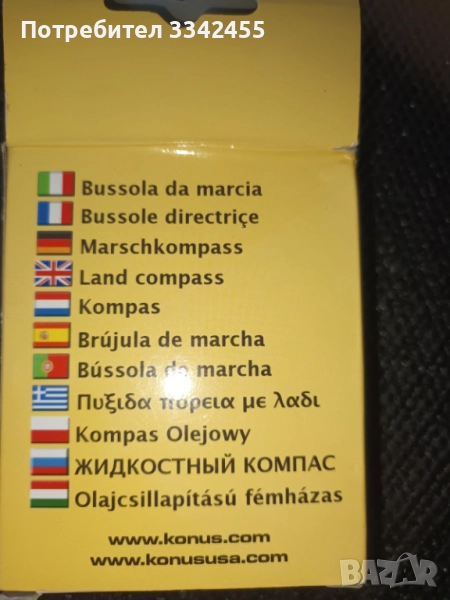 Потребител 3342455
Bussola da marcia
Bussole directriçe
Marschkompass
Land compass
Kompas
Brújula de marcha
Bússola de marcha
Πυξιδα πορεια με λαδι
Kompas Olejowy
ЖИДКОСТНЫЙ КОМПАС
Olajcsillapítású fémházas
www.konus.com
www.konususa.com
BAZAR